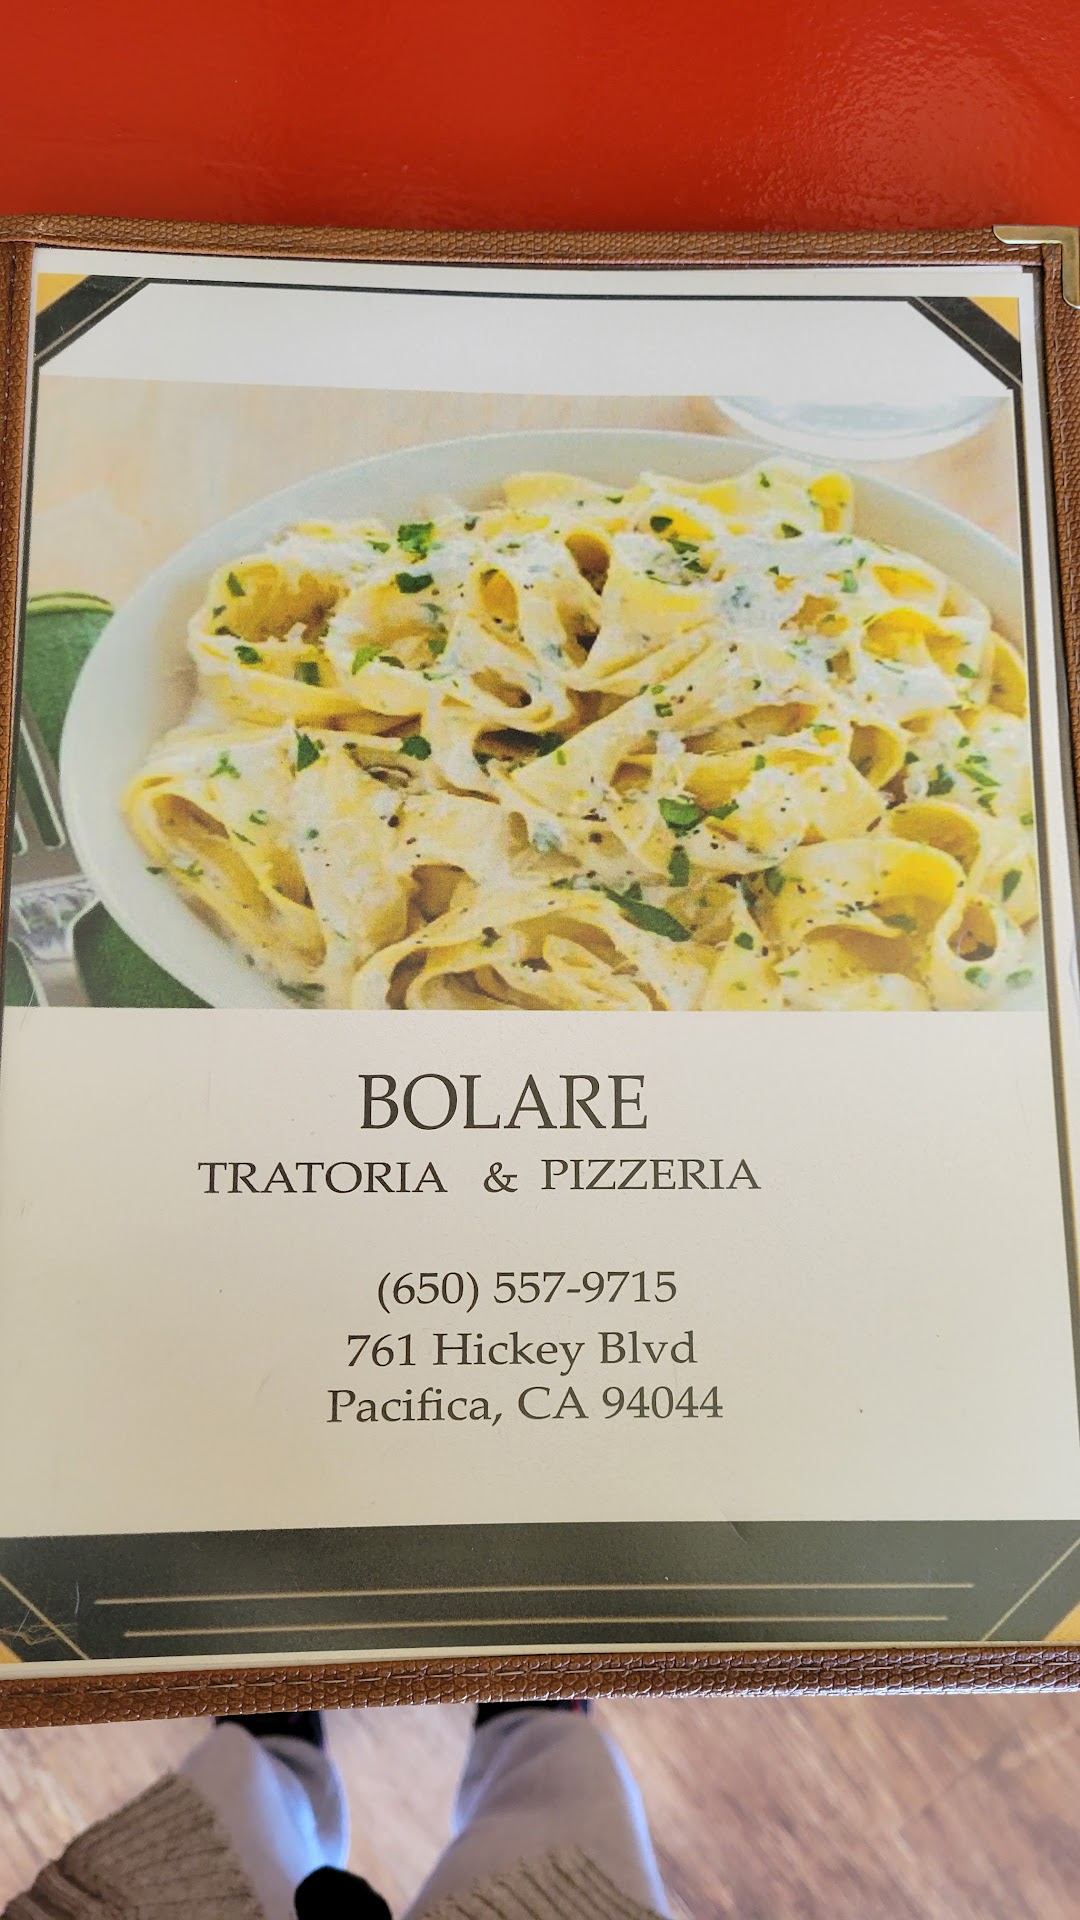 BOLARE
TRATORIA & PIZZERIA
(650) 557-9715
761 Hickey Blvd
Pacifica, CA 94044